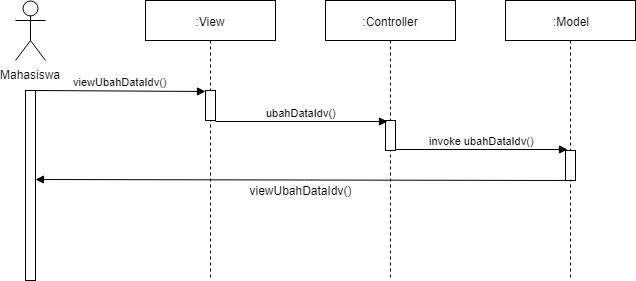 :View
:Controller
:Model
Mahasiswa
viewUbahDataIdv()
ubahDataIdv()
invoke ubahDataIdv()
viewUbahDataIdv()